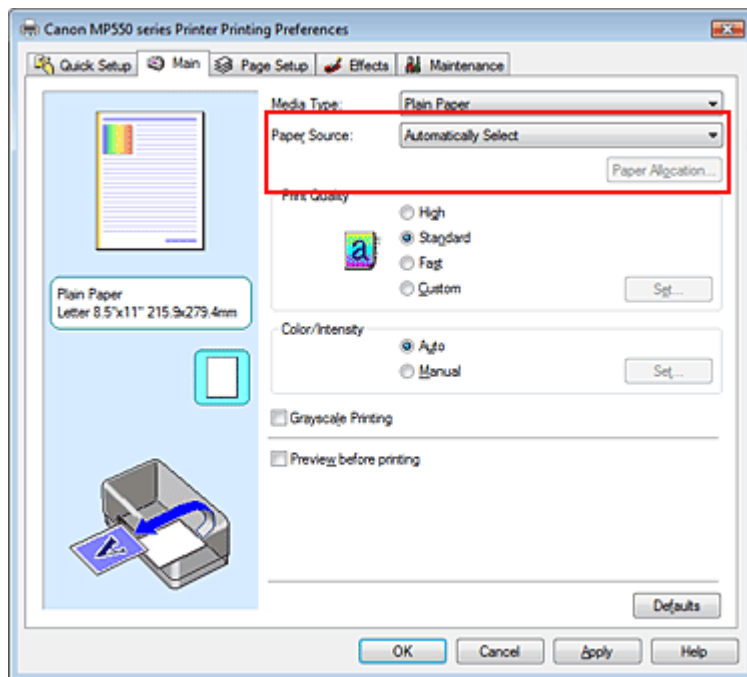 Canon MP550 series Printer Printing Preferences
Quick Setup Main Page Setup Effects Maintenance
Media Type: Plain Paper
Paper Source: Automatically Select
Paper Allocation...
Print Quality
High
a Standard
Fast
Custom Set...
Plain Paper
Letter 8.5"x11" 215.9x279.4mm
Color/Intensity
Auto
Manual Set...
Grayscale Printing
Preview before printing
Defaults
OK Cancel Apply Help